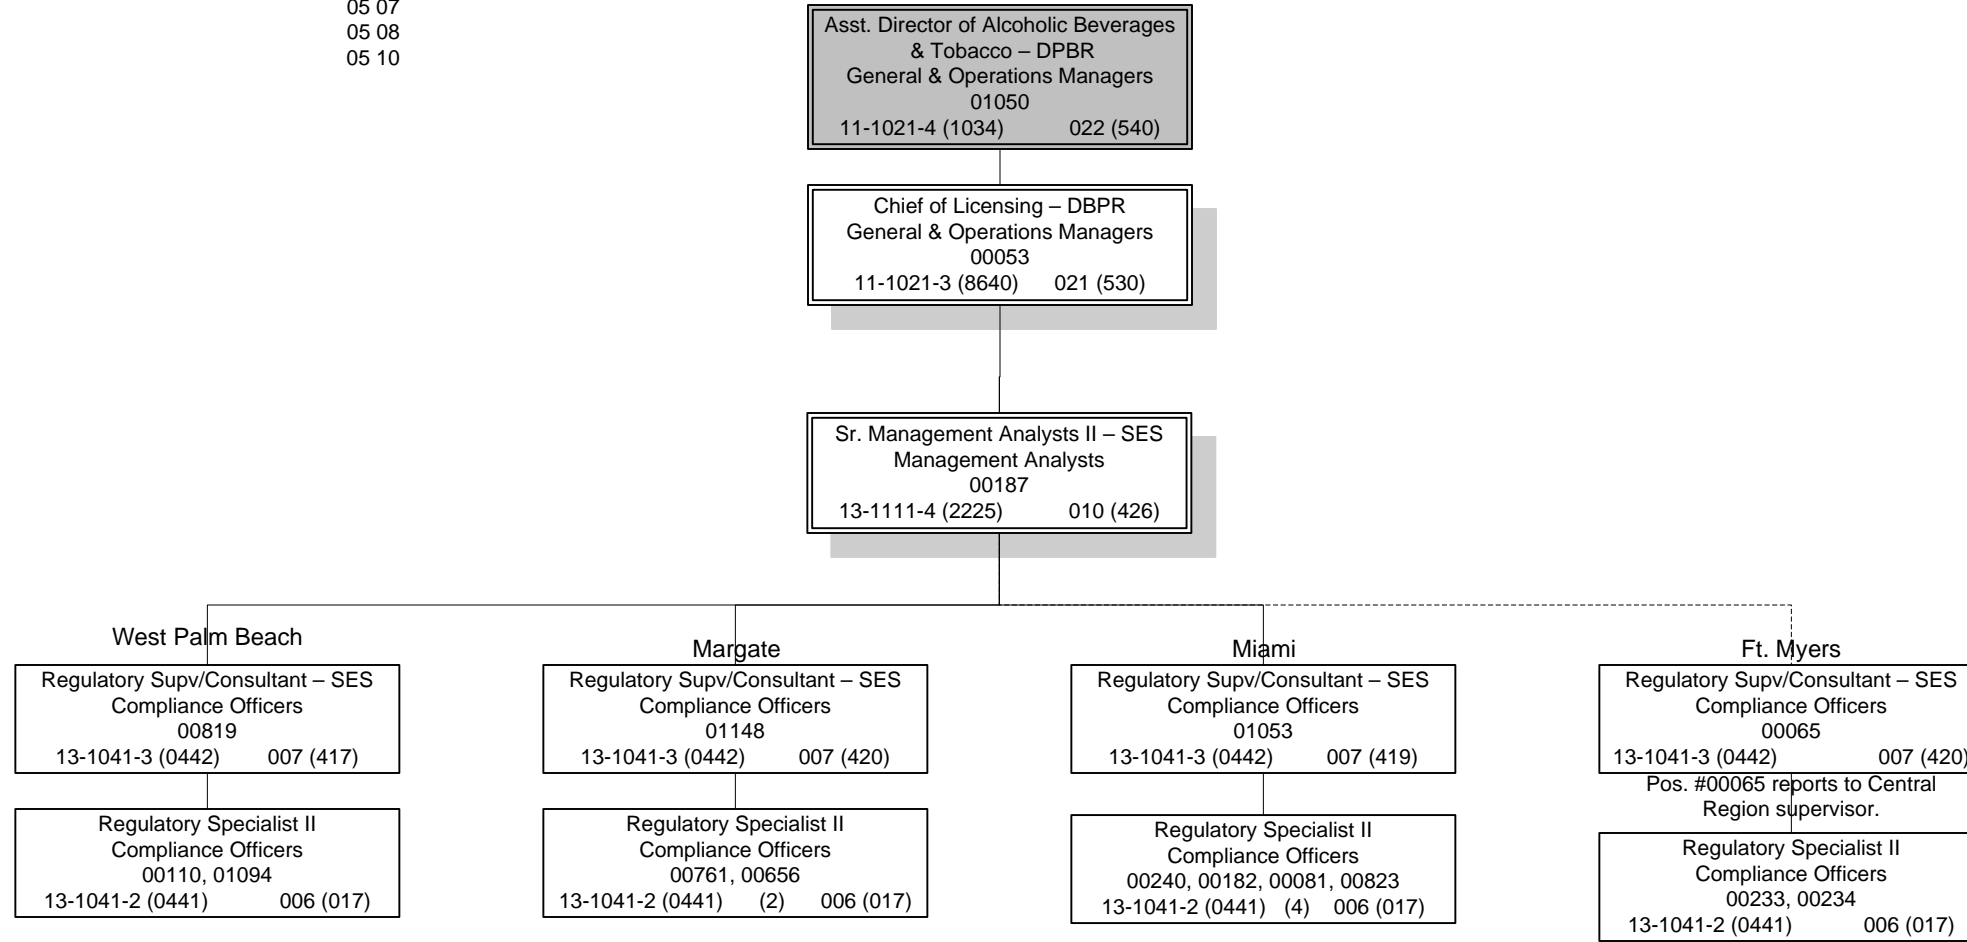 05 07
05 08
05 10
Asst. Director of Alcoholic Beverages
& Tobacco – DPBR
General & Operations Managers
01050
11-1021-4 (1034) 022 (540)
Chief of Licensing – DBPR
General & Operations Managers
00053
11-1021-3 (8640) 021 (530)
Sr. Management Analysts II – SES
Management Analysts
00187
13-1111-4 (2225) 010 (426)
West Palm Beach
Regulatory Supv/Consultant – SES
Compliance Officers
00819
13-1041-3 (0442) 007 (417)
Regulatory Specialist II
Compliance Officers
00110, 01094
13-1041-2 (0441) 006 (017)
Margate
Regulatory Supv/Consultant – SES
Compliance Officers
01148
13-1041-3 (0442) 007 (420)
Regulatory Specialist II
Compliance Officers
00761, 00656
13-1041-2 (0441) (2) 006 (017)
Miami
Regulatory Supv/Consultant – SES
Compliance Officers
01053
13-1041-3 (0442) 007 (419)
Regulatory Specialist II
Compliance Officers
00240, 00182, 00081, 00823
13-1041-2 (0441) (4) 006 (017)
Ft. Myers
Regulatory Supv/Consultant – SES
Compliance Officers
00065
13-1041-3 (0442) 007 (420)
Pos. #00065 reports to Central
Region supervisor.
Regulatory Specialist II
Compliance Officers
00233, 00234
13-1041-2 (0441) 006 (017)